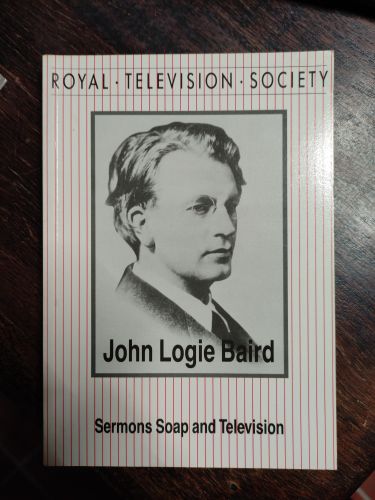 ROYAL · TELEVISION · SOCIETY
John Logie Baird
Sermons Soap and Television